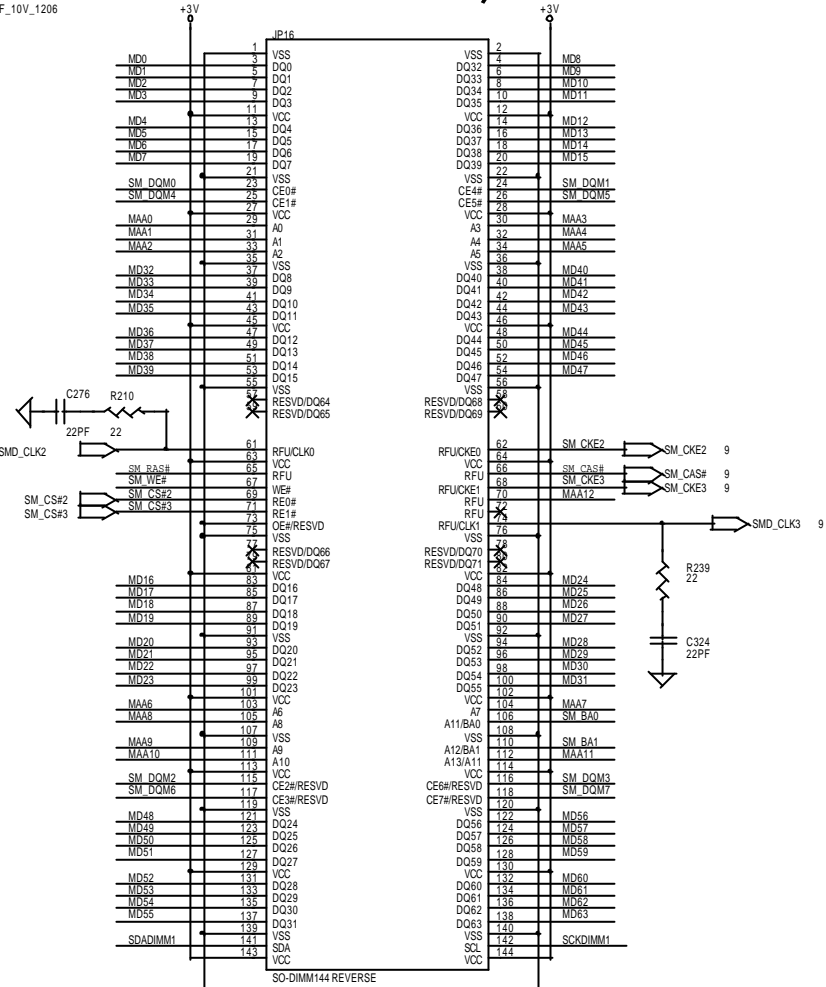 F_10V_1206 +3V +3V
JP16
1 VSS VSS 2
MD0 3 DQ0 DQ32 4 MD8
MD1 5 DQ1 DQ33 6 MD9
MD2 7 DQ2 DQ34 8 MD10
MD3 9 DQ3 DQ35 10 MD11
11 VCC VCC 12
MD4 13 DQ4 DQ36 14 MD12
MD5 15 DQ5 DQ37 16 MD13
MD6 17 DQ6 DQ38 18 MD14
MD7 19 DQ7 DQ39 20 MD15
21 VSS VSS 22
SM_DQM0 23 CE0# CE4# 24 SM_DQM1
SM_DQM4 25 CE1# CE5# 26 SM_DQM5
27 VCC VCC 28
MAA0 29 A0 A3 30 MAA3
MAA1 31 A1 A4 32 MAA4
MAA2 33 A2 A5 34 MAA5
35 VSS VSS 36
MD32 37 DQ8 DQ40 38 MD40
MD33 39 DQ9 DQ41 40 MD41
MD34 41 DQ10 DQ42 42 MD42
MD35 43 DQ11 DQ43 44 MD43
45 VCC VCC 46
MD36 47 DQ12 DQ44 48 MD44
MD37 49 DQ13 DQ45 50 MD45
MD38 51 DQ14 DQ46 52 MD46
MD39 53 DQ15 DQ47 54 MD47
55 VSS VSS 56
57 RESVD/DQ64 RESVD/DQ68 58
RESVD/DQ65 RESVD/DQ69
C276 R210
22PF 22
SMD_CLK2 61 RFU/CLK0 RFU/CKE0 62 SM_CKE2 SM_CKE2 9
63 VCC VCC 64
SM_RAS# 65 RFU RFU 66 SM_CAS# SM_CAS# 9
SM_WE# 67 WE# RFU/CKE1 68 SM_CKE3 SM_CKE3 9
SM_CS#2 SM_CS#2 69 RE0# RFU 70 MAA12
SM_CS#3 SM_CS#3 71 RE1# RFU 72
73 OE#/RESVD RFU/CLK1 74 SMD_CLK3 9
75 VSS VSS 76
77 RESVD/DQ66 RESVD/DQ70 78
RESVD/DQ67 RESVD/DQ71
81 VCC VCC 82
R239
22
C324
22PF
MD16 83 DQ16 DQ48 84 MD24
MD17 85 DQ17 DQ49 86 MD25
MD18 87 DQ18 DQ50 88 MD26
MD19 89 DQ19 DQ51 90 MD27
91 VSS VSS 92
MD20 93 DQ20 DQ52 94 MD28
MD21 95 DQ21 DQ53 96 MD29
MD22 97 DQ22 DQ54 98 MD30
MD23 99 DQ23 DQ55 100 MD31
101 VCC VCC 102
MAA6 103 A6 A7 104 MAA7
MAA8 105 A8 A11/BA0 106 SM_BA0
107 VSS VSS 108
MAA9 109 A9 A12/BA1 110 SM_BA1
MAA10 111 A10 A13/A11 112 MAA11
113 VCC VCC 114
SM_DQM2 115 CE2#/RESVD CE6#/RESVD 116 SM_DQM3
SM_DQM6 117 CE3#/RESVD CE7#/RESVD 118 SM_DQM7
119 VSS VSS 120
MD48 121 DQ24 DQ56 122 MD56
MD49 123 DQ25 DQ57 124 MD57
MD50 125 DQ26 DQ58 126 MD58
MD51 127 DQ27 DQ59 128 MD59
129 VCC VCC 130
MD52 131 DQ28 DQ60 132 MD60
MD53 133 DQ29 DQ61 134 MD61
MD54 135 DQ30 DQ62 136 MD62
MD55 137 DQ31 DQ63 138 MD63
139 VSS VSS 140
SDADIMM1 141 SDA SCL 142 SCKDIMM1
143 VCC VCC 144
SO-DIMM144 REVERSE